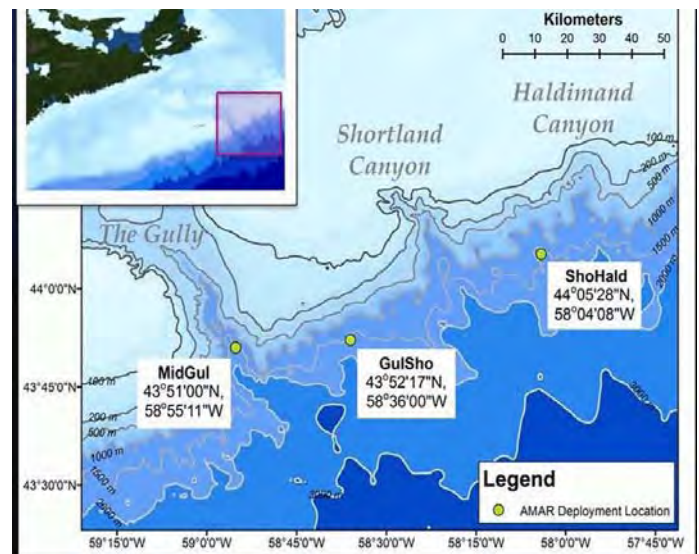 Kilometers
0 10 20 30 40 50
Haldimand
Canyon
Shortland
Canyon
The Gully
100 m
200 m
500 m
1000 m
1500 m
2000 m
44°0'0"N
ShoHald
44°05'28"N,
58°04'08"W
MidGul
43°51'00"N,
58°55'11"W
GulSho
43°52'17"N,
58°36'00"W
43°45'0"N
400 m
200 m
500 m
1000 m
1500 m
2000 m
43°30'0"N
3000 m
3000 m
Legend
AMAR Deployment Location
59°15'0"W 59°0'0"W 58°45'0"W 58°30'0"W 58°15'0"W 58°0'0"W 57°45'0"W